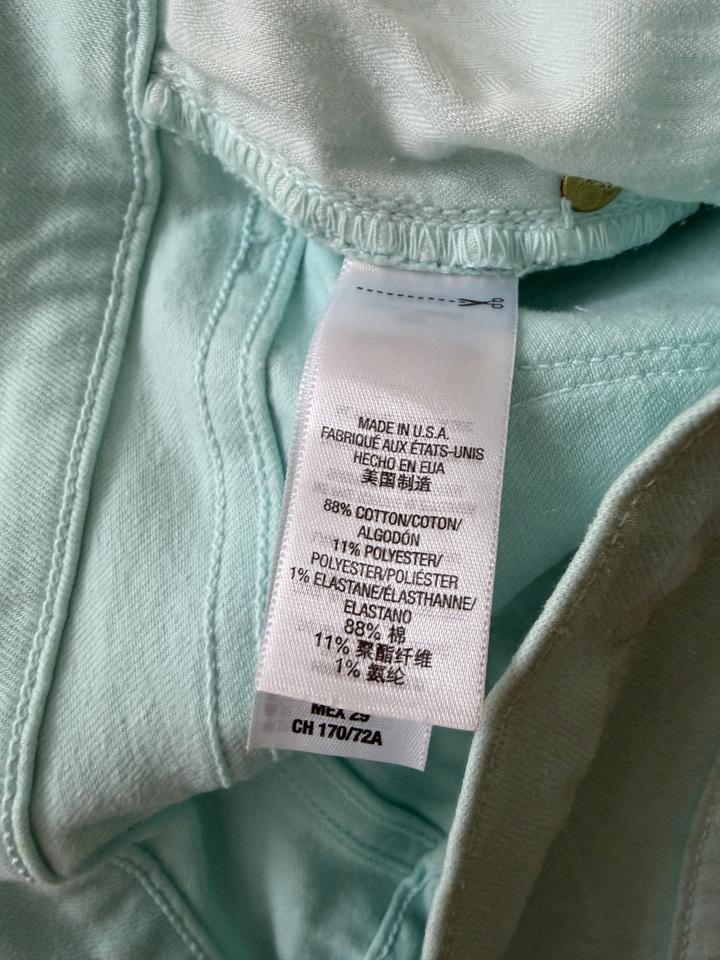 MADE IN U.S.A.
FABRIQUÉ AUX ÉTATS-UNIS
HECHO EN EUA
美国制造
88% COTTON/COTON/
ALGODÓN
11% POLYESTER/
POLYESTER/POLIÉSTER
1% ELASTANE/ÉLASTHANNE/
ELASTANO
88% 棉
11% 聚酯纤维
1% 氨纶
MEX 29
CH 170/72A